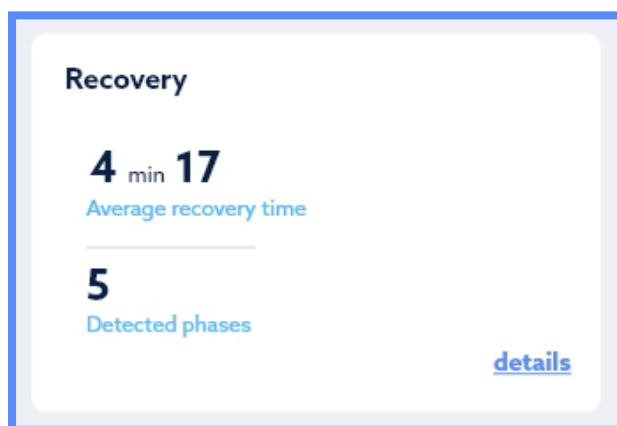 Recovery
4 min 17
Average recovery time
5
Detected phases
details